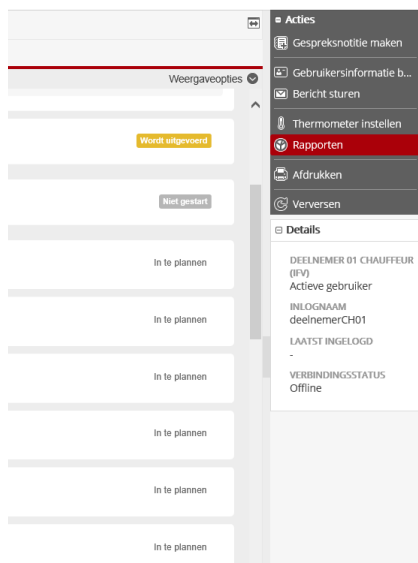 Weergaveopties
Wordt uitgevoerd
Niet gestart
In te plannen
In te plannen
In te plannen
In te plannen
In te plannen
In te plannen
Acties
Gespreksnotitie maken
Gebruikersinformatie b...
Bericht sturen
Thermometer instellen
Rapporten
Afdrukken
Verversen
Details
DEELNEMER 01 CHAUFFEUR
(IFV)
Actieve gebruiker
INLOGNAAM
deelnemerCH01
LAATST INGELOGD
-
VERBINDINGSSTATUS
Offline